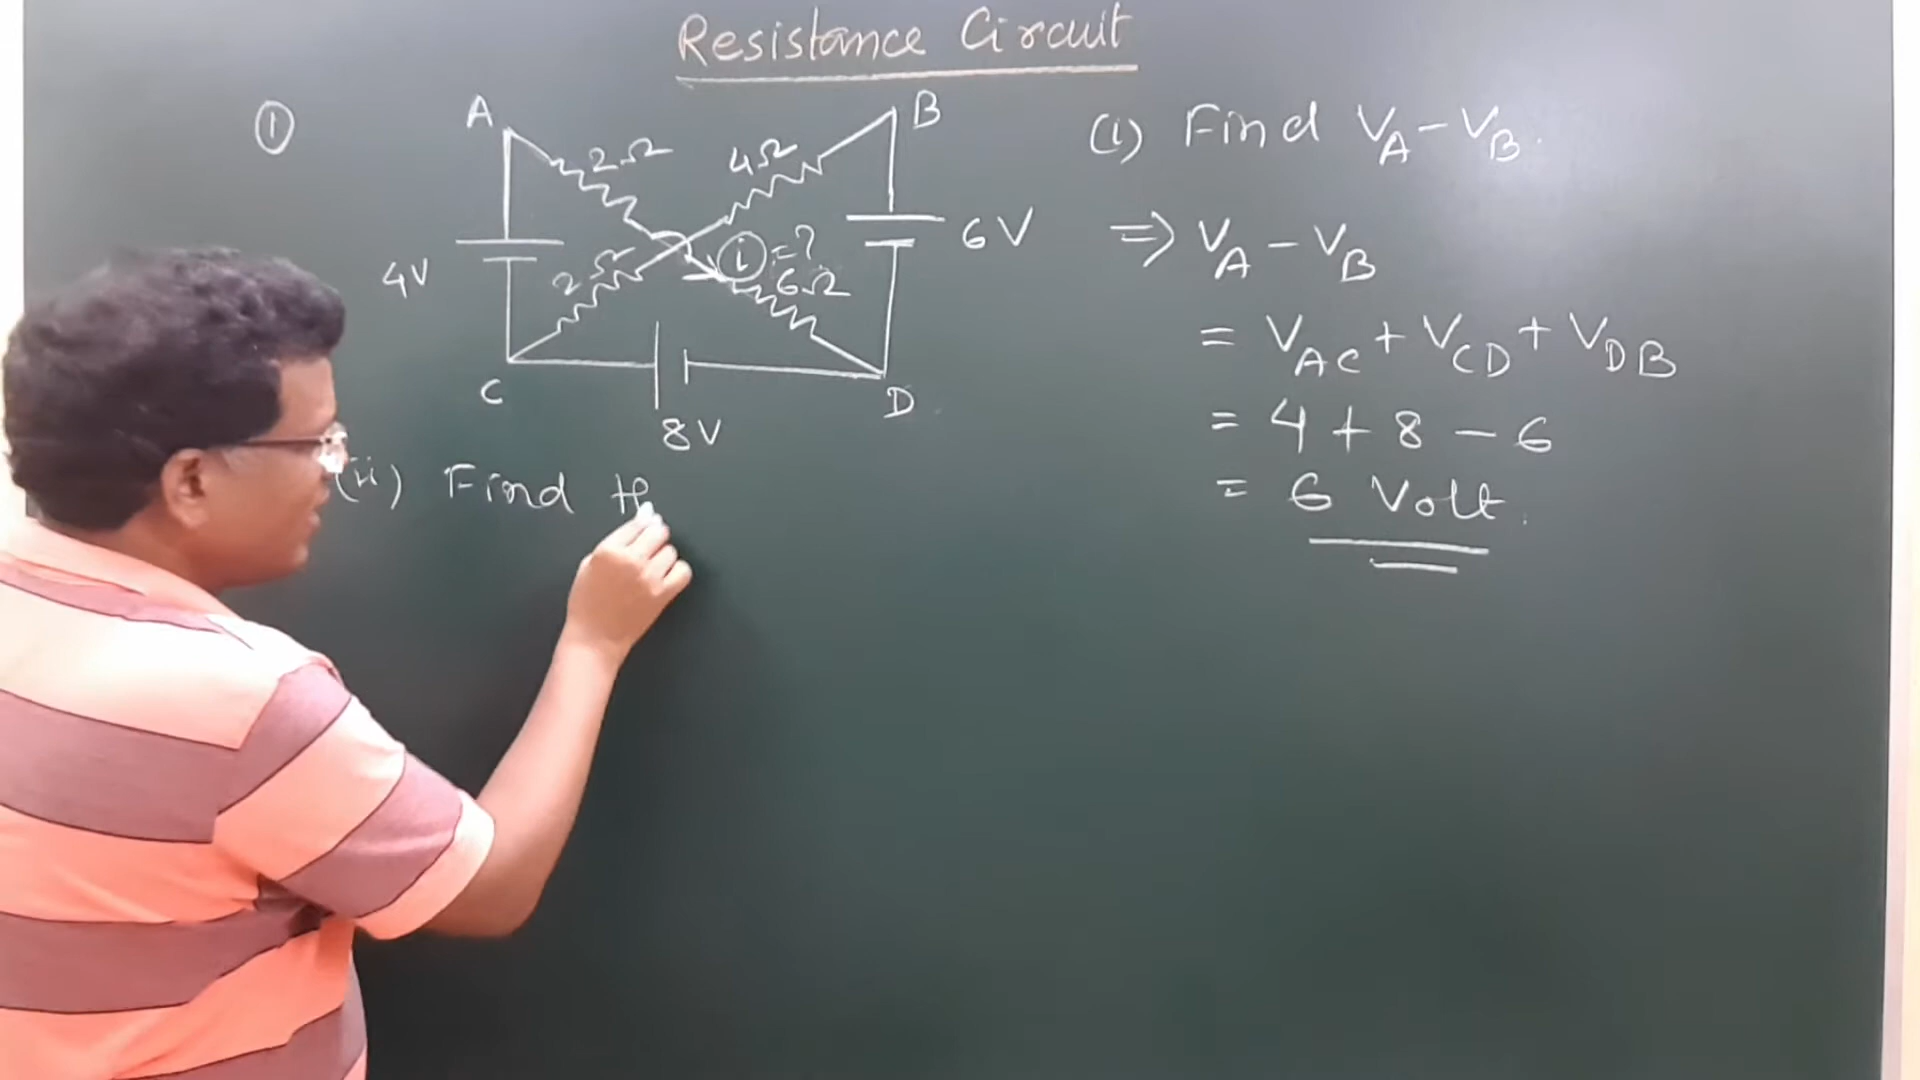 Resistance Circuit
①
A
B
2Ω
4Ω
(i) Find V_A - V_B.
4V
2Ω
i = ?
6Ω
6V
⇒ V_A - V_B
= V_AC + V_CD + V_DB
C
D
8V
= 4 + 8 - 6
= 6 Volt.
(ii) Find th